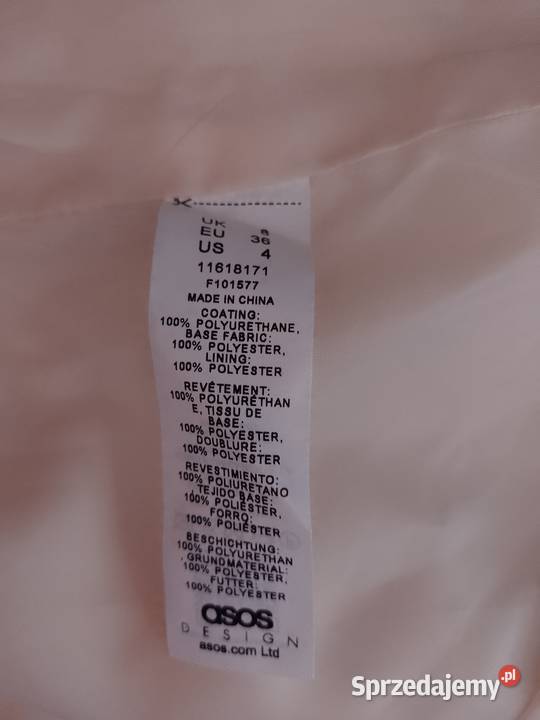 UK 8
EU 36
US 4
11618171
F101577
MADE IN CHINA
COATING:
100% POLYURETHANE,
BASE FABRIC:
100% POLYESTER,
LINING:
100% POLYESTER
REVÊTEMENT:
100% POLYURÉTHAN
E, TISSU DE
BASE:
100% POLYESTER,
DOUBLURE:
100% POLYESTER
REVESTIMIENTO:
100% POLIURETANO
, TEJIDO BASE:
100% POLIÉSTER,
FORRO:
100% POLIÉSTER
BESCHICHTUNG:
100% POLYURETHAN
, GRUNDMATERIAL:
100% POLYESTER,
FUTTER:
100% POLYESTER
asos
DESIGN
asos.com Ltd
Sprzedajemy.pl